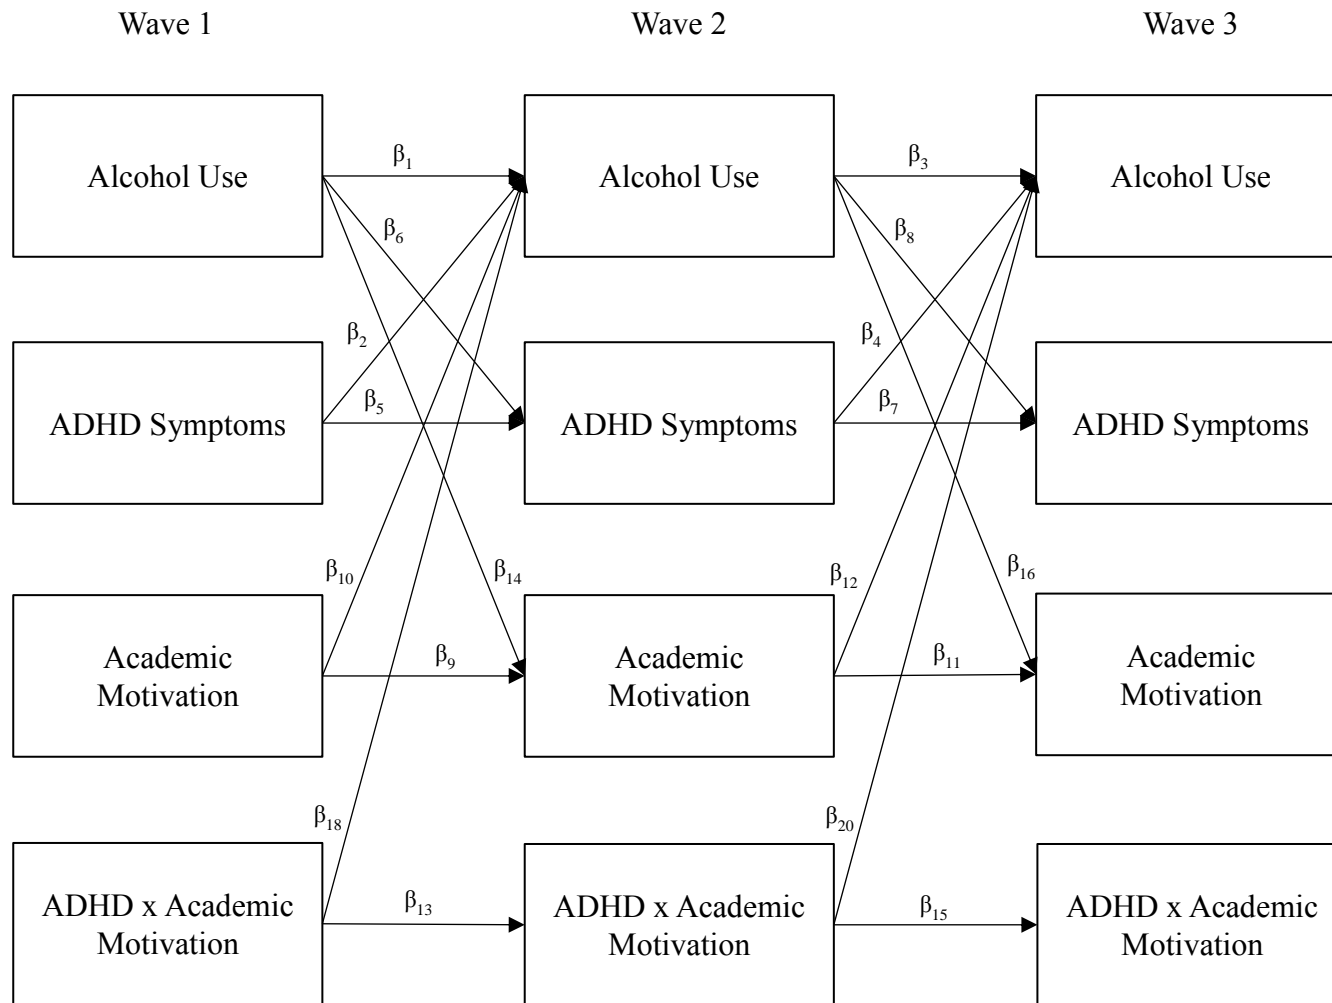 Wave 1
Wave 2
Wave 3
Alcohol Use
β1
Alcohol Use
β3
Alcohol Use
β6
β8
β2
β4
ADHD Symptoms
β5
ADHD Symptoms
β7
ADHD Symptoms
β10
β14
β12
β16
Academic
Motivation
β9
Academic
Motivation
β11
Academic
Motivation
β18
β20
ADHD x Academic
Motivation
β13
ADHD x Academic
Motivation
β15
ADHD x Academic
Motivation